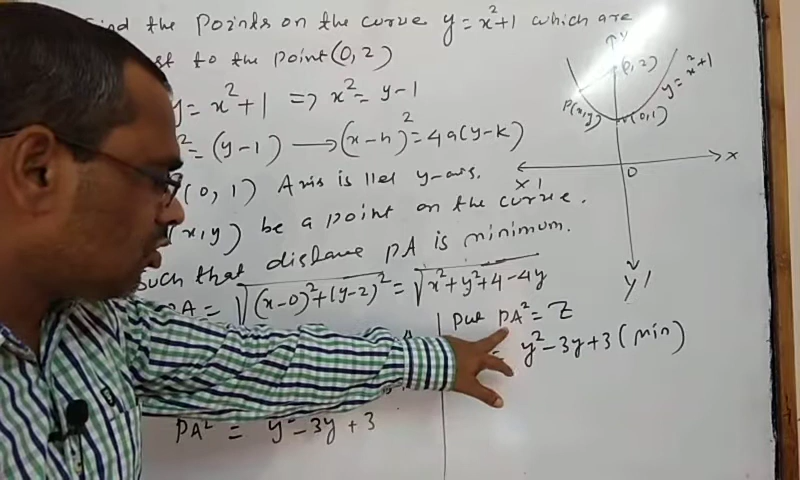 the points on the curve y = x²+1 which are
to the point (0, 2)
y = x² + 1 => x² = y - 1
= (y-1) → (x-h)² = 4a(y-k)
(0, 1) Axis is llel y-axis.
(x,y) be a point on the curve.
such that distance PA is minimum.
PA = √(x-0)²+(y-2)² = √x²+y²+4-4y
PA² = y²-3y+3
put PA² = Z
= y²-3y+3 (min)
Y
(0,2)
P(x,y)
(0,1)
y = x²+1
X'
O
X
Y'